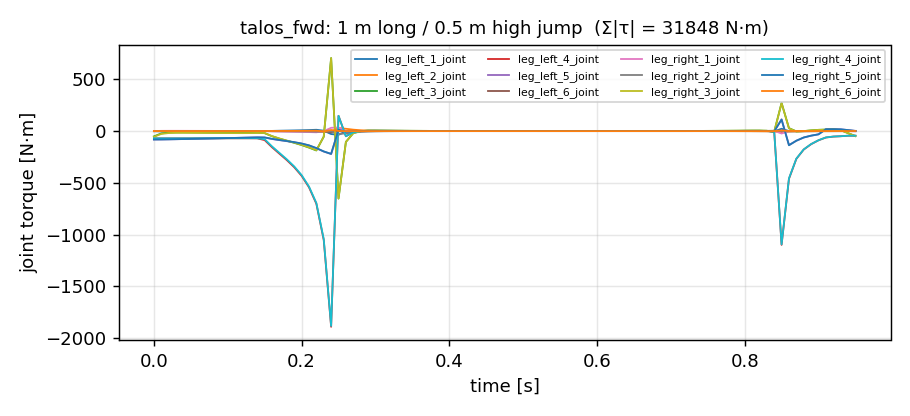 talos_fwd: 1 m long / 0.5 m high jump (Σ|τ| = 31848 N·m)
leg_left_1_joint leg_left_4_joint leg_right_1_joint leg_right_4_joint
leg_left_2_joint leg_left_5_joint leg_right_2_joint leg_right_5_joint
leg_left_3_joint leg_left_6_joint leg_right_3_joint leg_right_6_joint
joint torque [N·m]
500
0
−500
−1000
−1500
−2000
0.0 0.2 0.4 0.6 0.8
time [s]